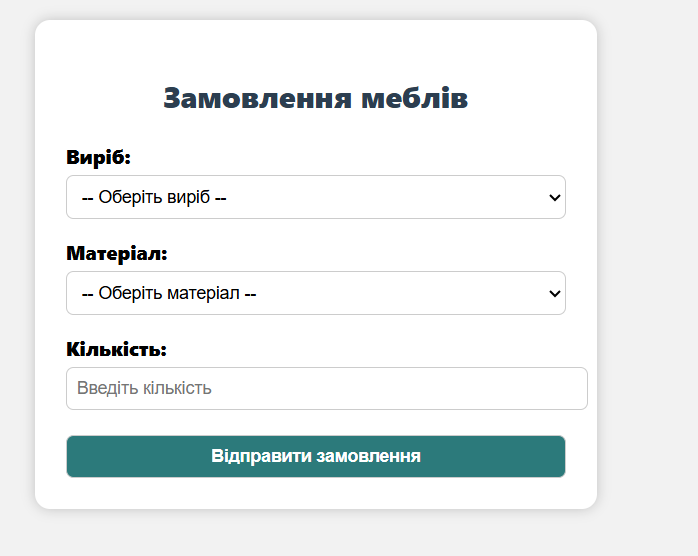 Замовлення меблів
Виріб:
-- Оберіть виріб --
Матеріал:
-- Оберіть матеріал --
Кількість:
Введіть кількість
Відправити замовлення